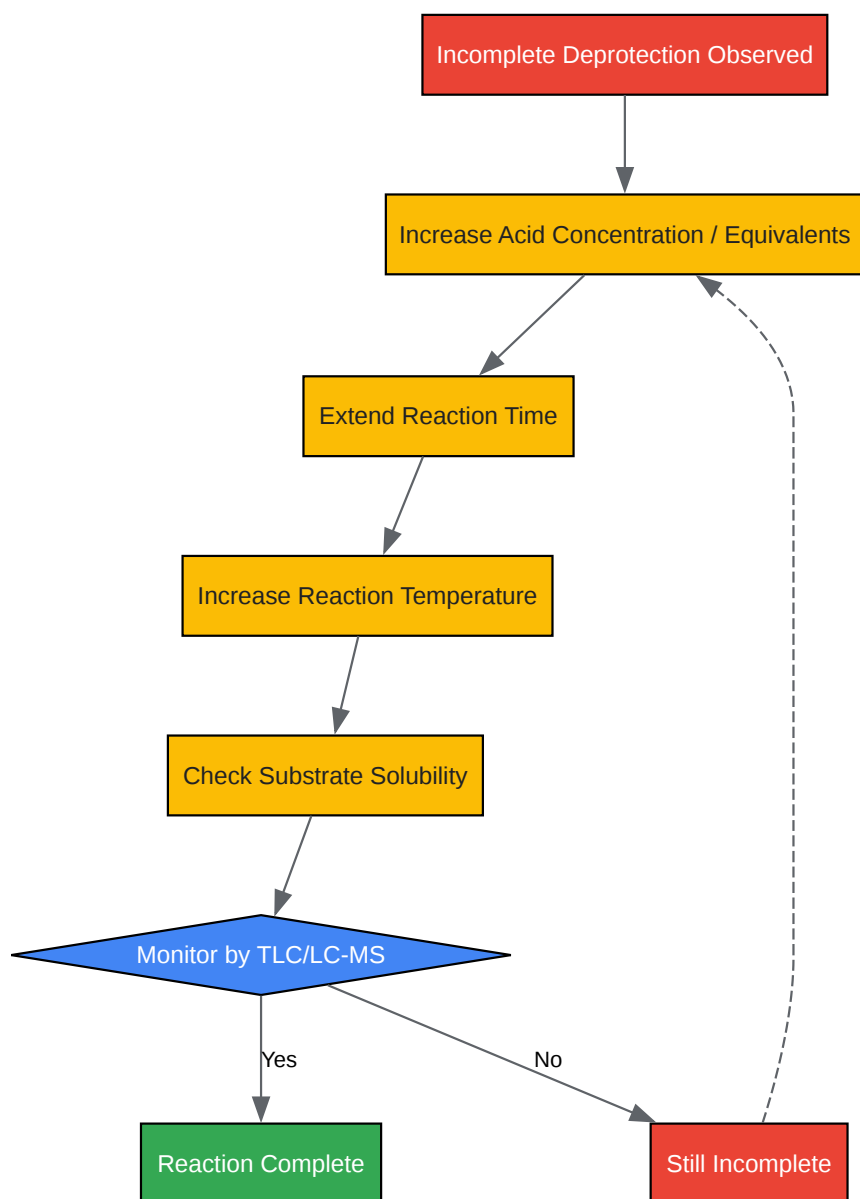 Incomplete Deprotection Observed
Increase Acid Concentration / Equivalents
Extend Reaction Time
Increase Reaction Temperature
Check Substrate Solubility
Monitor by TLC/LC-MS
Yes
No
Reaction Complete
Still Incomplete